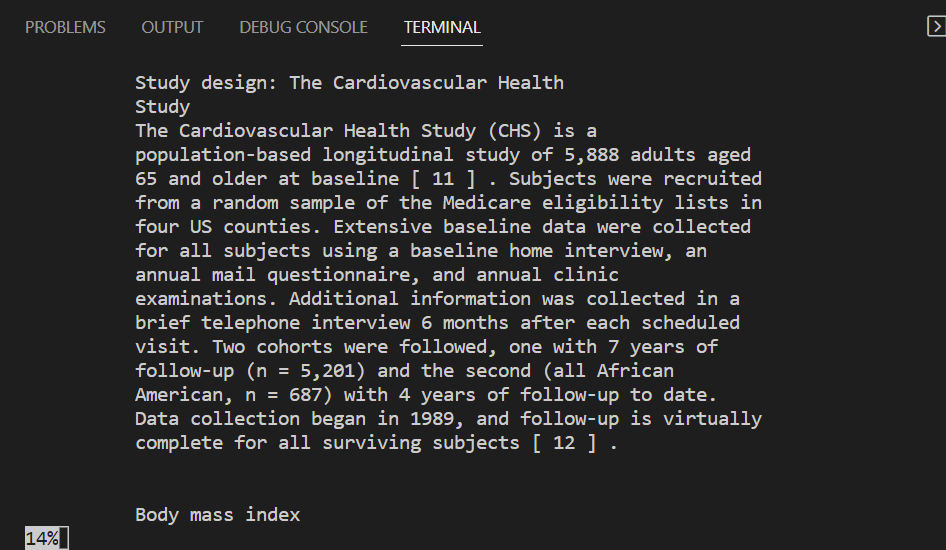 PROBLEMS OUTPUT DEBUG CONSOLE TERMINAL
Study design: The Cardiovascular Health
Study
The Cardiovascular Health Study (CHS) is a
population-based longitudinal study of 5,888 adults aged
65 and older at baseline [ 11 ] . Subjects were recruited
from a random sample of the Medicare eligibility lists in
four US counties. Extensive baseline data were collected
for all subjects using a baseline home interview, an
annual mail questionnaire, and annual clinic
examinations. Additional information was collected in a
brief telephone interview 6 months after each scheduled
visit. Two cohorts were followed, one with 7 years of
follow-up (n = 5,201) and the second (all African
American, n = 687) with 4 years of follow-up to date.
Data collection began in 1989, and follow-up is virtually
complete for all surviving subjects [ 12 ] .
Body mass index
14%